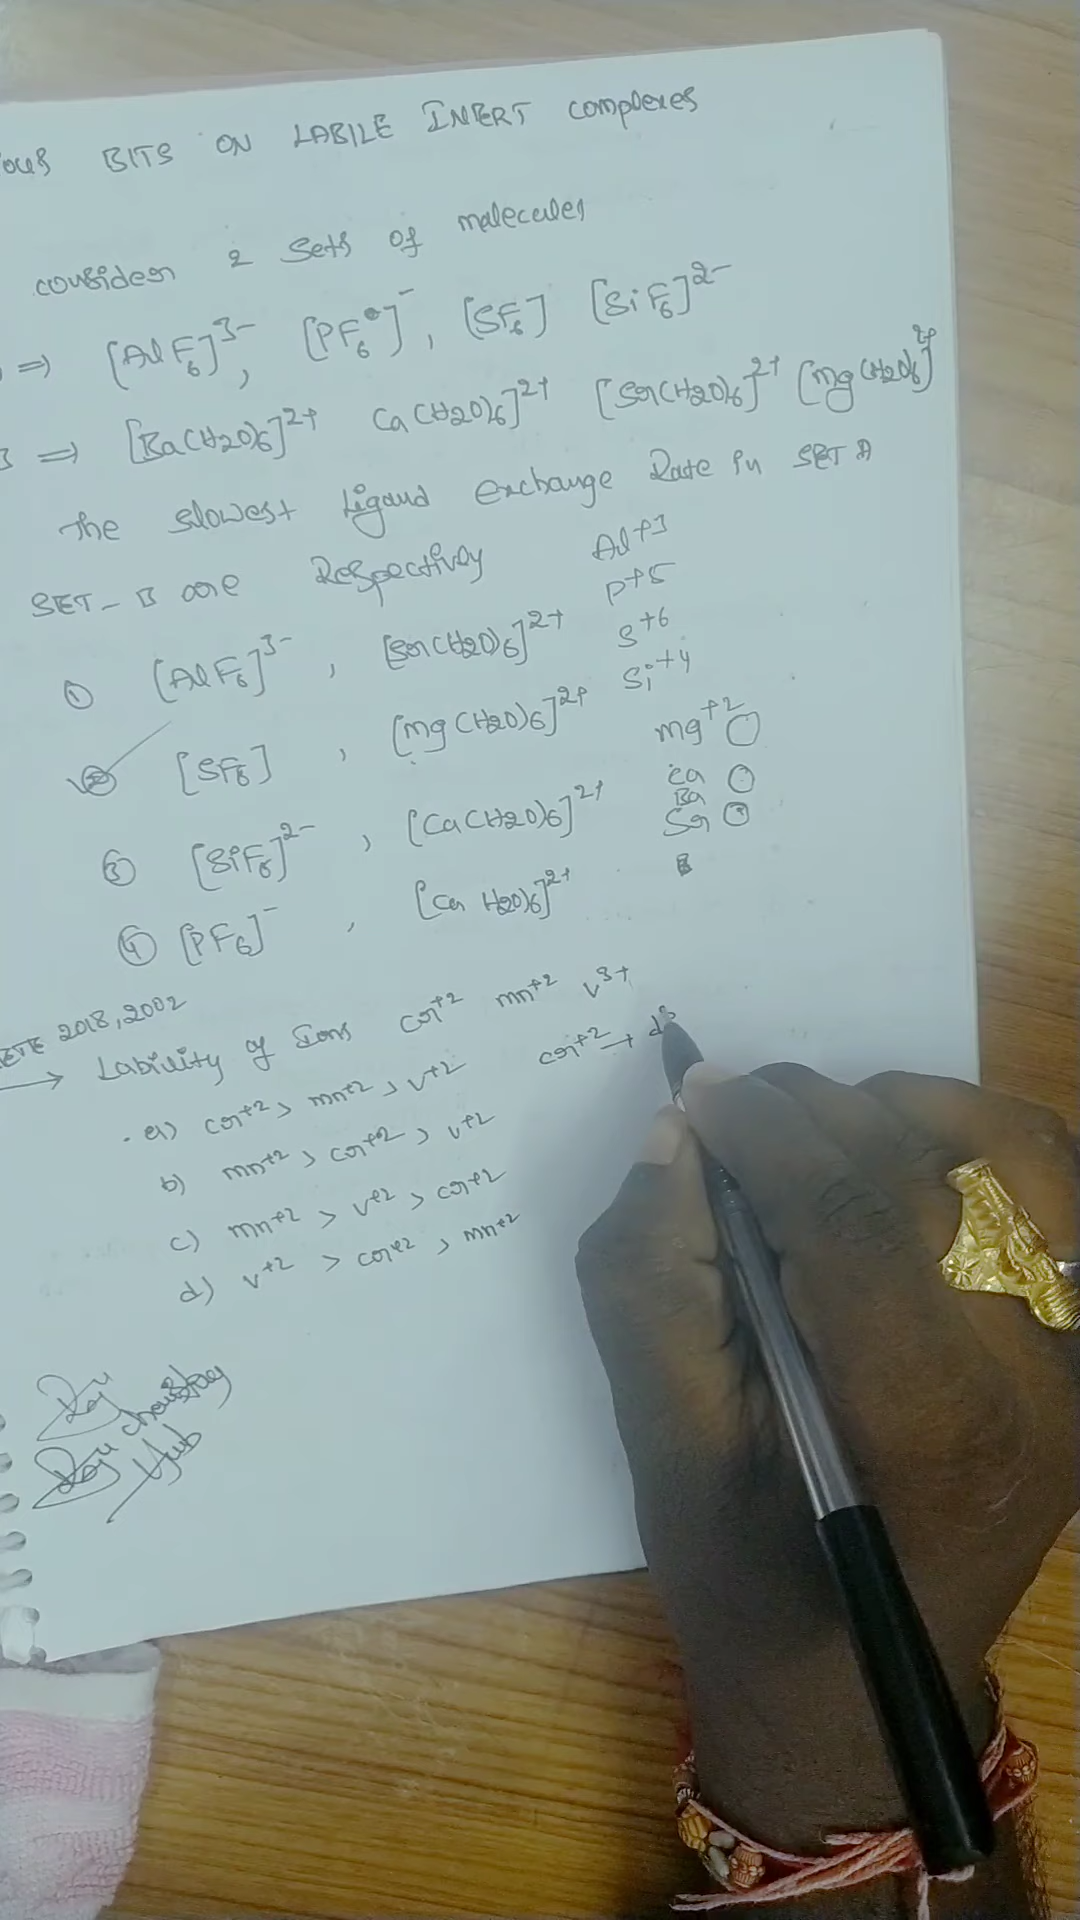 BITS ON LABILE INERT complexes
consider 2 Sets of molecules
⇒ [AlF6]3-, [PF6]-, [SF6] [SiF6]2-
B ⇒ [Ba(H2O)6]2+ Ca(H2O)6]2+ [Sr(H2O)6]2+ [mg(H2O)6]2+
The slowest Ligand exchange Rate in SET A
SET-B are Respectively
Al+3
P+5
S+6
Si+4
① [AlF6]3-, [Sr(H2O)6]2+
② [SF6], [mg(H2O)6]2+
mg+2
ca
Ba
Sr
③ [SiF6]2-, [Ca(H2O)6]2+
④ [PF6]-, [Ca H2O)6]2+
2018, 2002
→ Lability of Ions cr+2 mn+2 v3+
cr+2 →
a) cr+2 > mn+2 > v+2
b) mn+2 > cr+2 > v+2
c) mn+2 > v+2 > cr+2
d) v+2 > cr+2 > mn+2